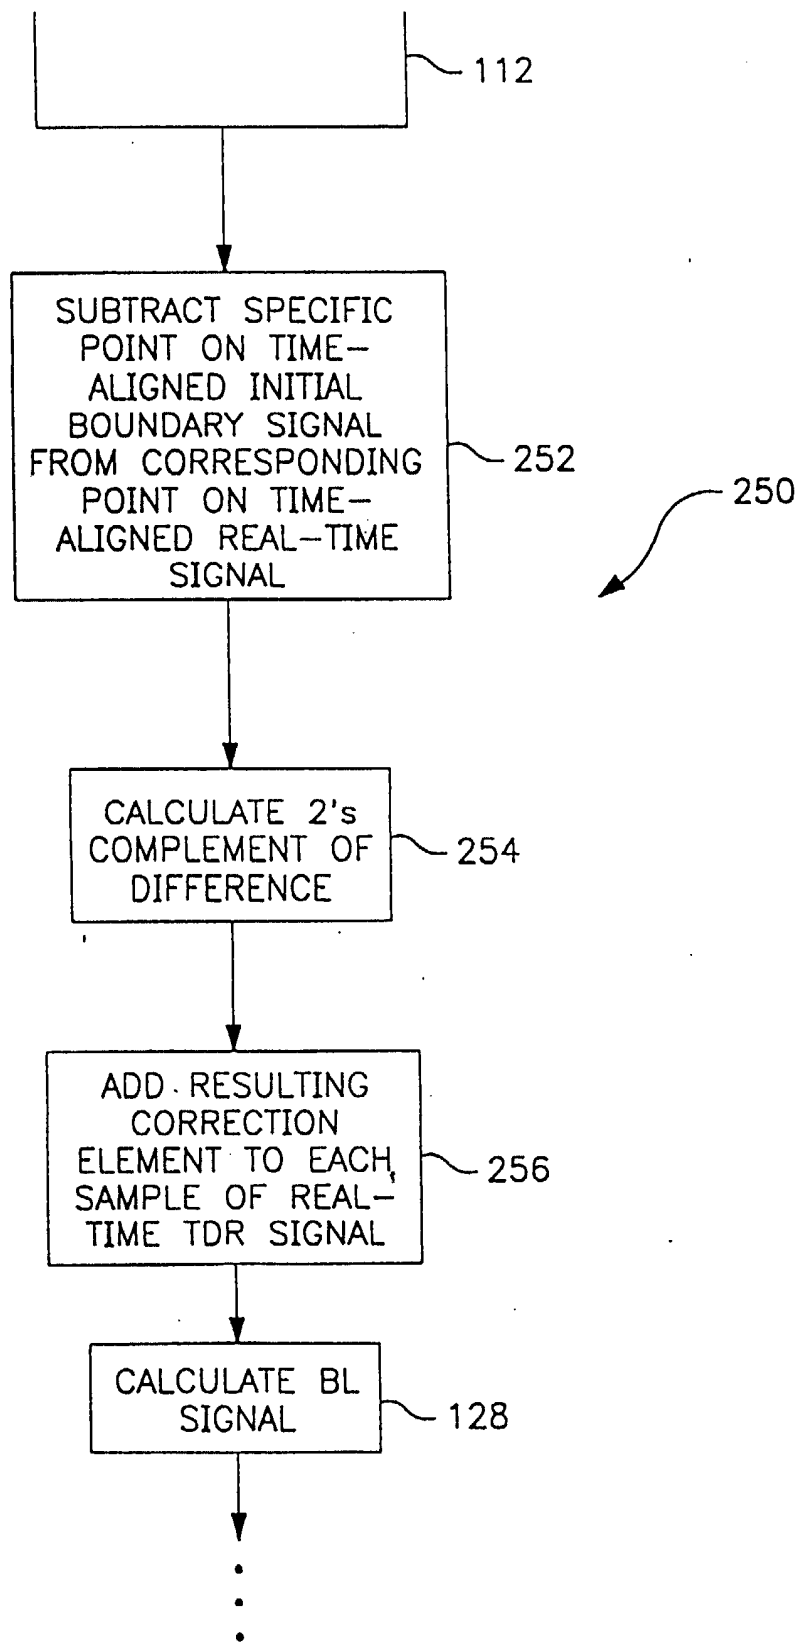 112
SUBTRACT SPECIFIC
POINT ON TIME-
ALIGNED INITIAL
BOUNDARY SIGNAL
FROM CORRESPONDING
POINT ON TIME-
ALIGNED REAL-TIME
SIGNAL
252
250
CALCULATE 2's
COMPLEMENT OF
DIFFERENCE
254
ADD RESULTING
CORRECTION
ELEMENT TO EACH
SAMPLE OF REAL-
TIME TDR SIGNAL
256
CALCULATE BL
SIGNAL
128